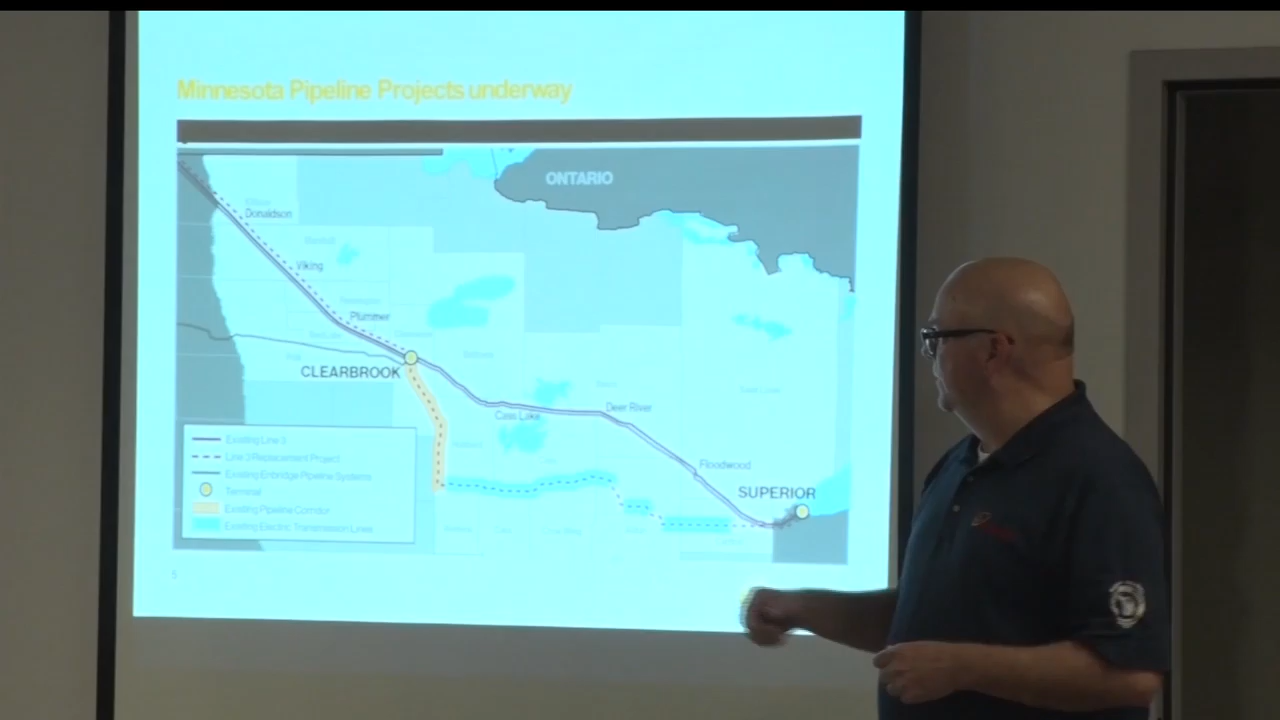 Minnesota Pipeline Projects underway
ONTARIO
Donaldson
Viking
Plummer
CLEARBROOK
Cass Lake
Deer River
Floodwood
SUPERIOR
Existing Line 3
Line 3 Replacement Project
Existing Enbridge Pipeline Systems
Terminal
Existing Pipeline Corridor
Existing Electric Transmission Lines
5